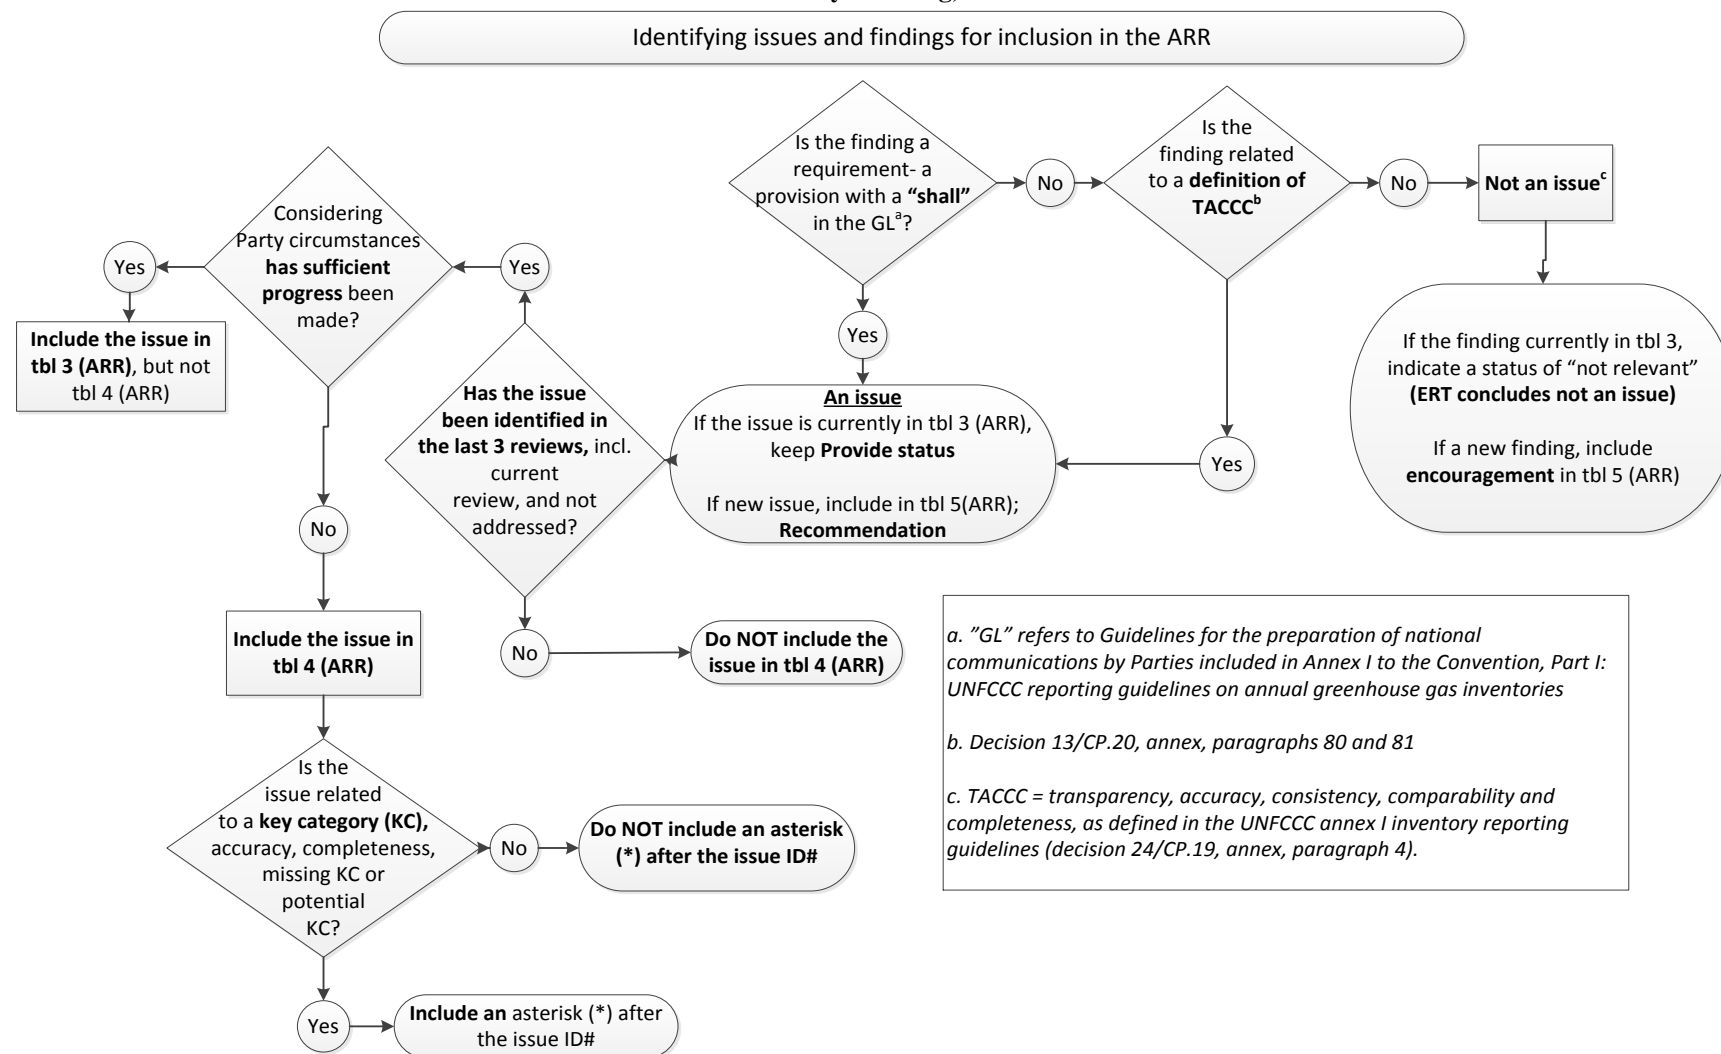 Identifying issues and findings for inclusion in the ARR
Is the finding a
requirement- a
provision with a “shall”
in the GLa?
No
Is the
finding related
to a definition of
TACCCb
No
Not an issuec
Yes
Yes
If the finding currently in tbl 3,
indicate a status of “not relevant”
(ERT concludes not an issue)
If a new finding, include
encouragement in tbl 5 (ARR)
An issue
If the issue is currently in tbl 3 (ARR),
keep Provide status
If new issue, include in tbl 5(ARR);
Recommendation
Has the issue
been identified in
the last 3 reviews, incl.
current
review, and not
addressed?
Yes
No
Do NOT include the
issue in tbl 4 (ARR)
Considering
Party circumstances
has sufficient
progress been
made?
Yes
Include the issue in
tbl 3 (ARR), but not
tbl 4 (ARR)
No
Include the issue in
tbl 4 (ARR)
Is the
issue related
to a key category (KC),
accuracy, completeness,
missing KC or
potential
KC?
No
Do NOT include an asterisk
(*) after the issue ID#
Yes
Include an asterisk (*) after
the issue ID#
a. ”GL” refers to Guidelines for the preparation of national
communications by Parties included in Annex I to the Convention, Part I:
UNFCCC reporting guidelines on annual greenhouse gas inventories
b. Decision 13/CP.20, annex, paragraphs 80 and 81
c. TACCC = transparency, accuracy, consistency, comparability and
completeness, as defined in the UNFCCC annex I inventory reporting
guidelines (decision 24/CP.19, annex, paragraph 4).